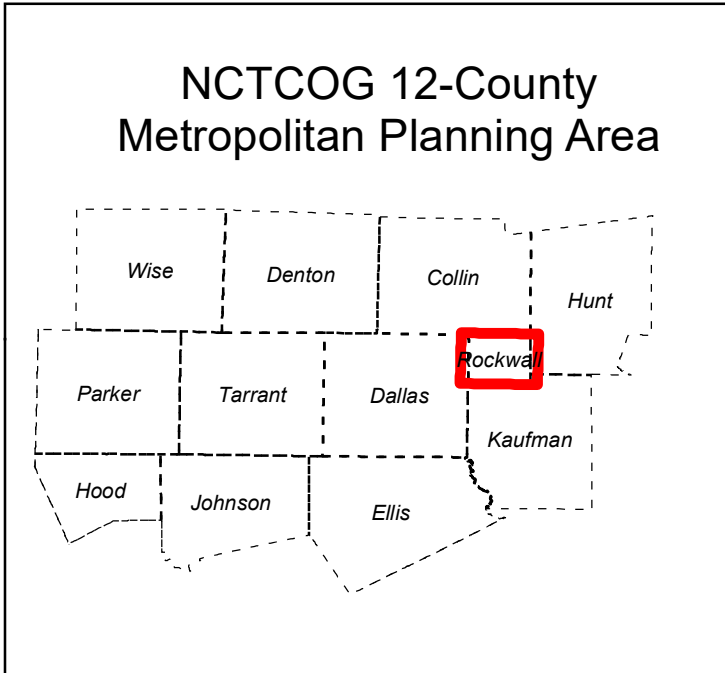 NCTCOG 12-County
Metropolitan Planning Area
Wise
Denton
Collin
Hunt
Rockwall
Parker
Tarrant
Dallas
Kaufman
Hood
Johnson
Ellis